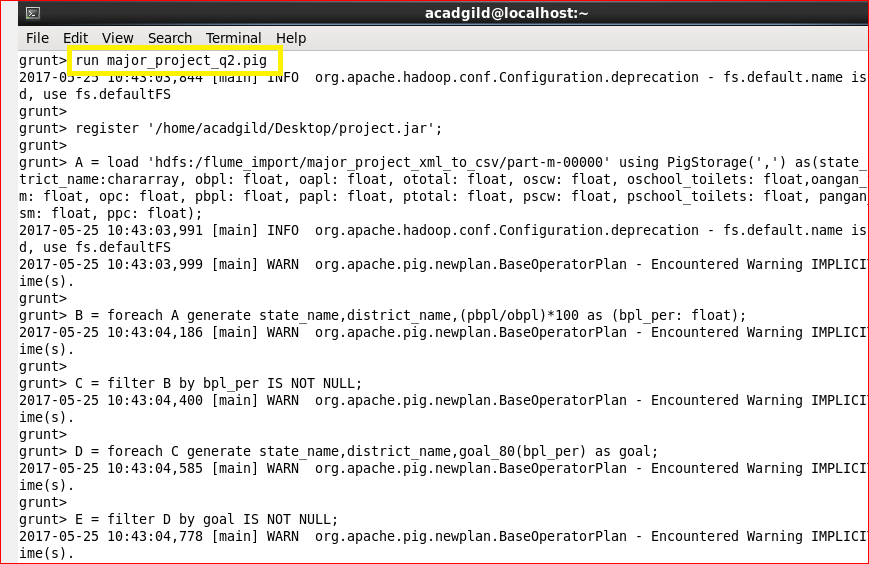 acadgild@localhost:~
File Edit View Search Terminal Help
grunt> run major_project_q2.pig
2017-05-25 10:43:03,844 [main] INFO  org.apache.hadoop.conf.Configuration.deprecation - fs.default.name is
d, use fs.defaultFS
grunt>
grunt> register '/home/acadgild/Desktop/project.jar';
grunt>
grunt> A = load 'hdfs:/flume_import/major_project_xml_to_csv/part-m-00000' using PigStorage(',') as(state_
trict_name:chararray, obpl: float, oapl: float, ototal: float, oscw: float, oschool_toilets: float,oangan_
m: float, opc: float, pbpl: float, papl: float, ptotal: float, pscw: float, pschool_toilets: float, pangan
sm: float, ppc: float);
2017-05-25 10:43:03,991 [main] INFO  org.apache.hadoop.conf.Configuration.deprecation - fs.default.name is
d, use fs.defaultFS
2017-05-25 10:43:03,999 [main] WARN  org.apache.pig.newplan.BaseOperatorPlan - Encountered Warning IMPLICI
ime(s).
grunt>
grunt> B = foreach A generate state_name,district_name,(pbpl/obpl)*100 as (bpl_per: float);
2017-05-25 10:43:04,186 [main] WARN  org.apache.pig.newplan.BaseOperatorPlan - Encountered Warning IMPLICI
ime(s).
grunt>
grunt> C = filter B by bpl_per IS NOT NULL;
2017-05-25 10:43:04,400 [main] WARN  org.apache.pig.newplan.BaseOperatorPlan - Encountered Warning IMPLICI
ime(s).
grunt>
grunt> D = foreach C generate state_name,district_name,goal_80(bpl_per) as goal;
2017-05-25 10:43:04,585 [main] WARN  org.apache.pig.newplan.BaseOperatorPlan - Encountered Warning IMPLICI
ime(s).
grunt>
grunt> E = filter D by goal IS NOT NULL;
2017-05-25 10:43:04,778 [main] WARN  org.apache.pig.newplan.BaseOperatorPlan - Encountered Warning IMPLICI
ime(s).